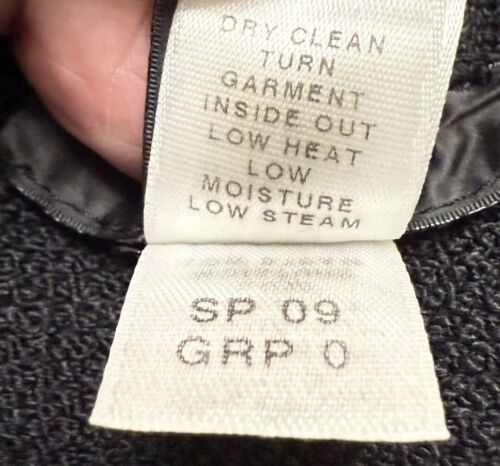 DRY CLEAN
TURN
GARMENT
INSIDE OUT
LOW HEAT
LOW
MOISTURE
LOW STEAM
SP 09
GRP 0